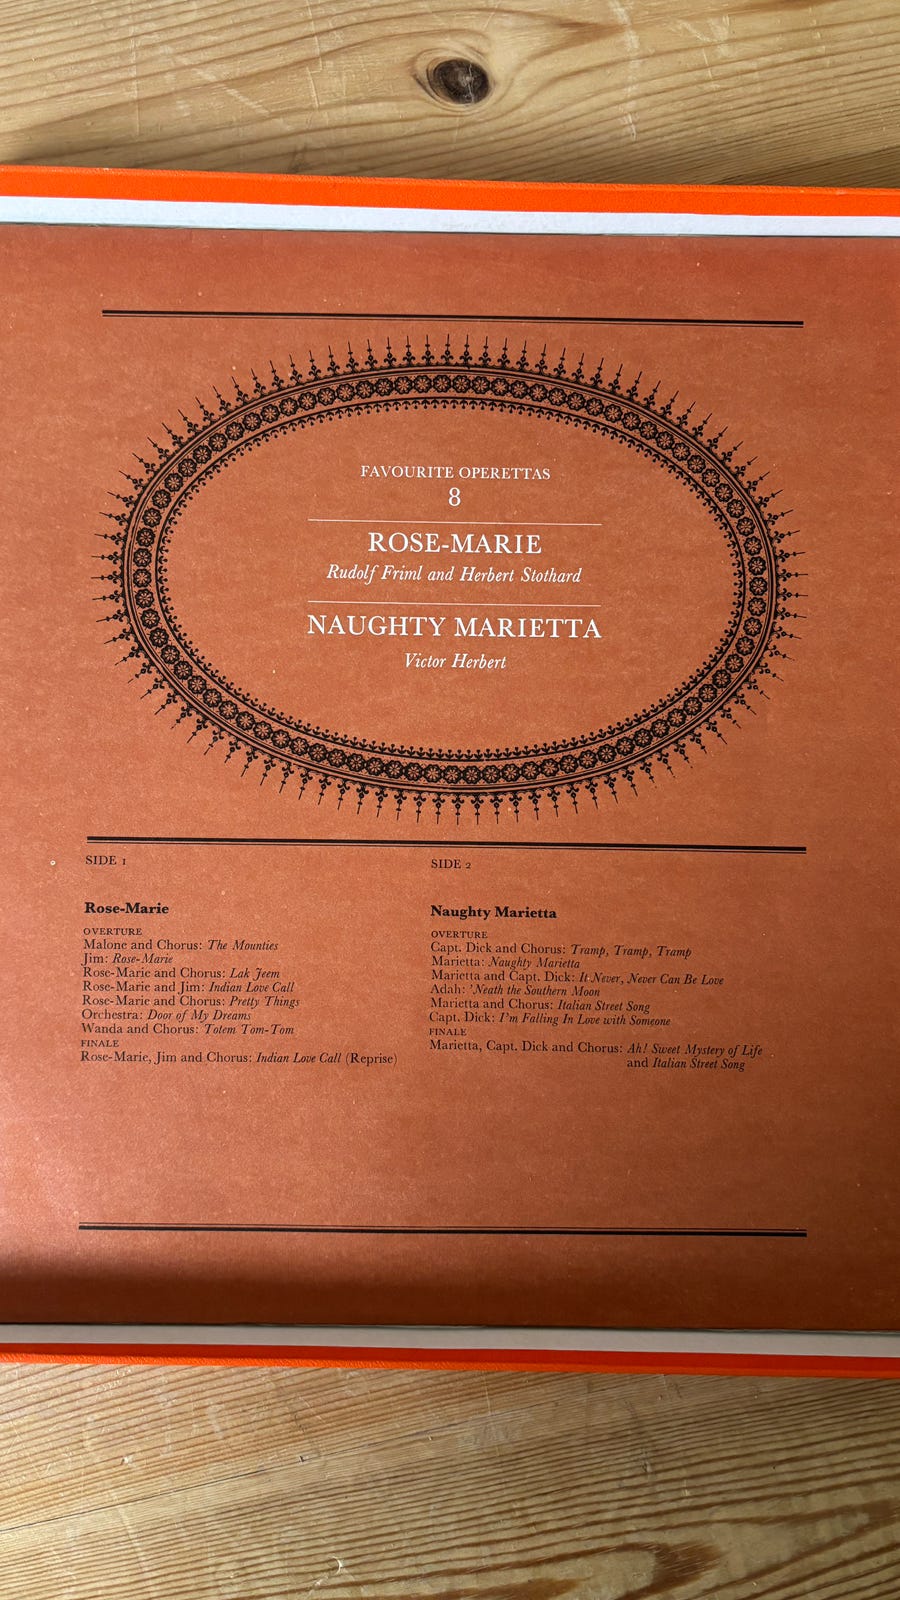 FAVOURITE OPERETTAS
8
ROSE-MARIE
Rudolf Friml and Herbert Stothard
NAUGHTY MARIETTA
Victor Herbert
SIDE 1
Rose-Marie
OVERTURE
Malone and Chorus: The Mounties
Jim: Rose-Marie
Rose-Marie and Chorus: Lak Jeem
Rose-Marie and Jim: Indian Love Call
Rose-Marie and Chorus: Pretty Things
Orchestra: Door of My Dreams
Wanda and Chorus: Totem Tom-Tom
FINALE
Rose-Marie, Jim and Chorus: Indian Love Call (Reprise)
SIDE 2
Naughty Marietta
OVERTURE
Capt. Dick and Chorus: Tramp, Tramp, Tramp
Marietta: Naughty Marietta
Marietta and Capt. Dick: It Never, Never Can Be Love
Adah: 'Neath the Southern Moon
Marietta and Chorus: Italian Street Song
Capt. Dick: I'm Falling In Love with Someone
FINALE
Marietta, Capt. Dick and Chorus: Ah! Sweet Mystery of Life
and Italian Street Song